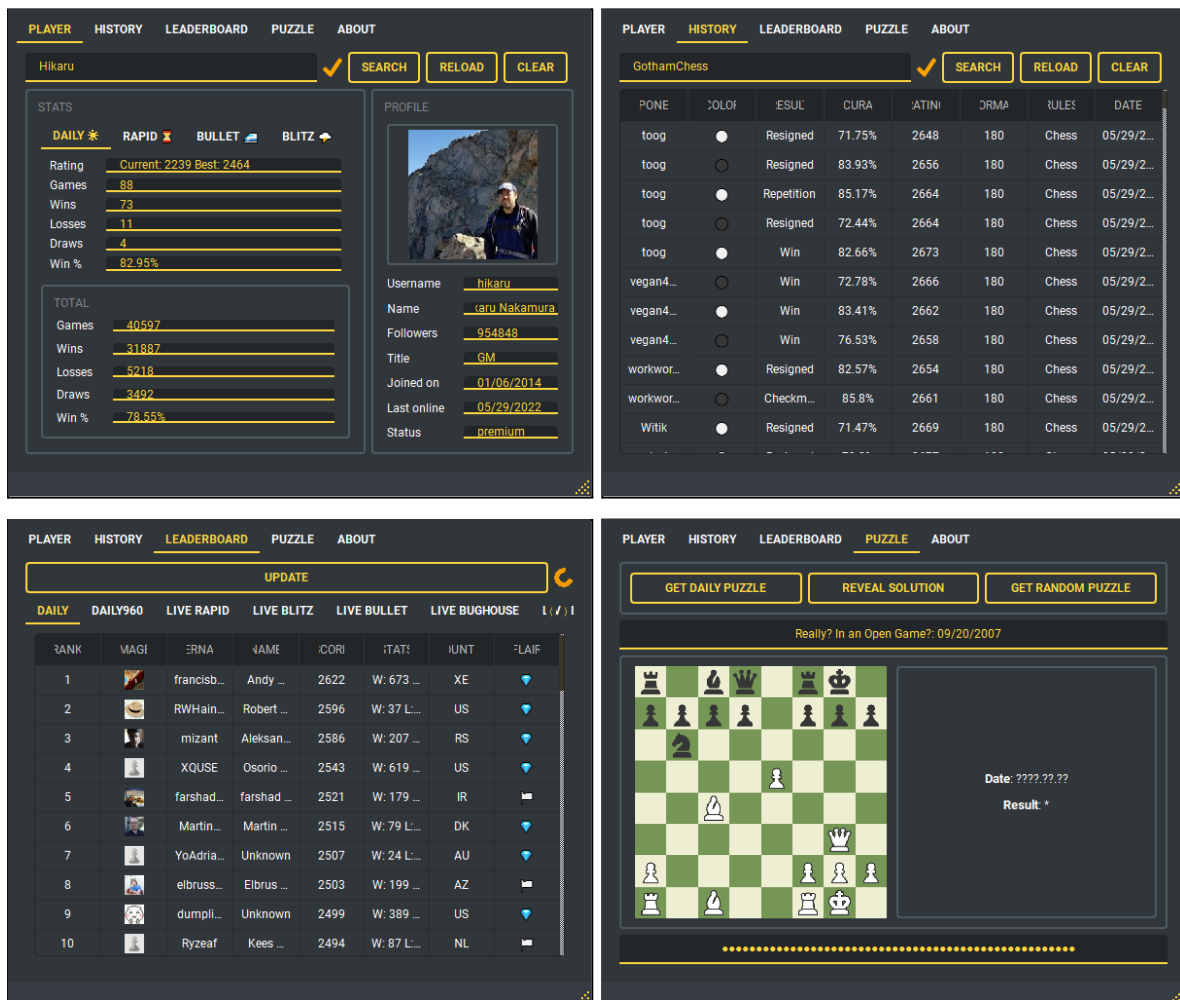 PLAYER HISTORY LEADERBOARD PUZZLE ABOUT
Hikaru SEARCH RELOAD CLEAR
STATS
DAILY RAPID BULLET BLITZ
Rating Current: 2239 Best: 2464
Games 88
Wins 73
Losses 11
Draws 4
Win % 82.95%
TOTAL
Games 40597
Wins 31887
Losses 5218
Draws 3492
Win % 78.55%
PROFILE
Username hikaru
Name karu Nakamura
Followers 954848
Title GM
Joined on 01/06/2014
Last online 05/29/2022
Status premium
PLAYER HISTORY LEADERBOARD PUZZLE ABOUT
GothamChess SEARCH RELOAD CLEAR
PONE COLOF ESUL CURA ATING ORMA RULES DATE
toog Resigned 71.75% 2648 180 Chess 05/29/2...
toog Resigned 83.93% 2656 180 Chess 05/29/2...
toog Repetition 85.17% 2664 180 Chess 05/29/2...
toog Resigned 72.44% 2664 180 Chess 05/29/2...
toog Win 82.66% 2673 180 Chess 05/29/2...
vegan4... Win 72.78% 2666 180 Chess 05/29/2...
vegan4... Win 83.41% 2662 180 Chess 05/29/2...
vegan4... Win 76.53% 2658 180 Chess 05/29/2...
workwor... Resigned 82.57% 2654 180 Chess 05/29/2...
workwor... Checkm... 85.8% 2661 180 Chess 05/29/2...
Witik Resigned 71.47% 2669 180 Chess 05/29/2...
PLAYER HISTORY LEADERBOARD PUZZLE ABOUT
UPDATE
DAILY DAILY960 LIVE RAPID LIVE BLITZ LIVE BULLET LIVE BUGHOUSE
RANK MAGE ERNA NAME CORI STATS UNT FLAIF
1 francisb... Andy ... 2622 W: 673 ... XE
2 RWHain... Robert ... 2596 W: 37 L:... US
3 mizant Aleksan... 2586 W: 207 ... RS
4 XQUSE Osorio ... 2543 W: 619 ... US
5 farshad... farshad ... 2521 W: 179 ... IR
6 Martin... Martin ... 2515 W: 79 L:... DK
7 YoAdria... Unknown 2507 W: 24 L:... AU
8 elbruss... Elbrus ... 2503 W: 199 ... AZ
9 dumpli... Unknown 2499 W: 389 ... US
10 Ryzeaf Kees ... 2494 W: 87 L:... NL
PLAYER HISTORY LEADERBOARD PUZZLE ABOUT
GET DAILY PUZZLE REVEAL SOLUTION GET RANDOM PUZZLE
Really? In an Open Game?: 09/20/2007
Date: ????.??.??
Result: *